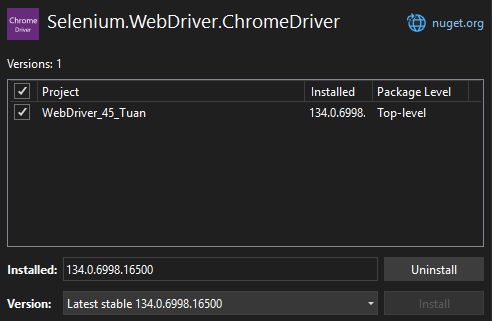 Chrome
Driver
Selenium.WebDriver.ChromeDriver
nuget.org
Versions: 1
Project Installed Package Level
WebDriver_45_Tuan 134.0.6998. Top-level
Installed: 134.0.6998.16500 Uninstall
Version: Latest stable 134.0.6998.16500 Install